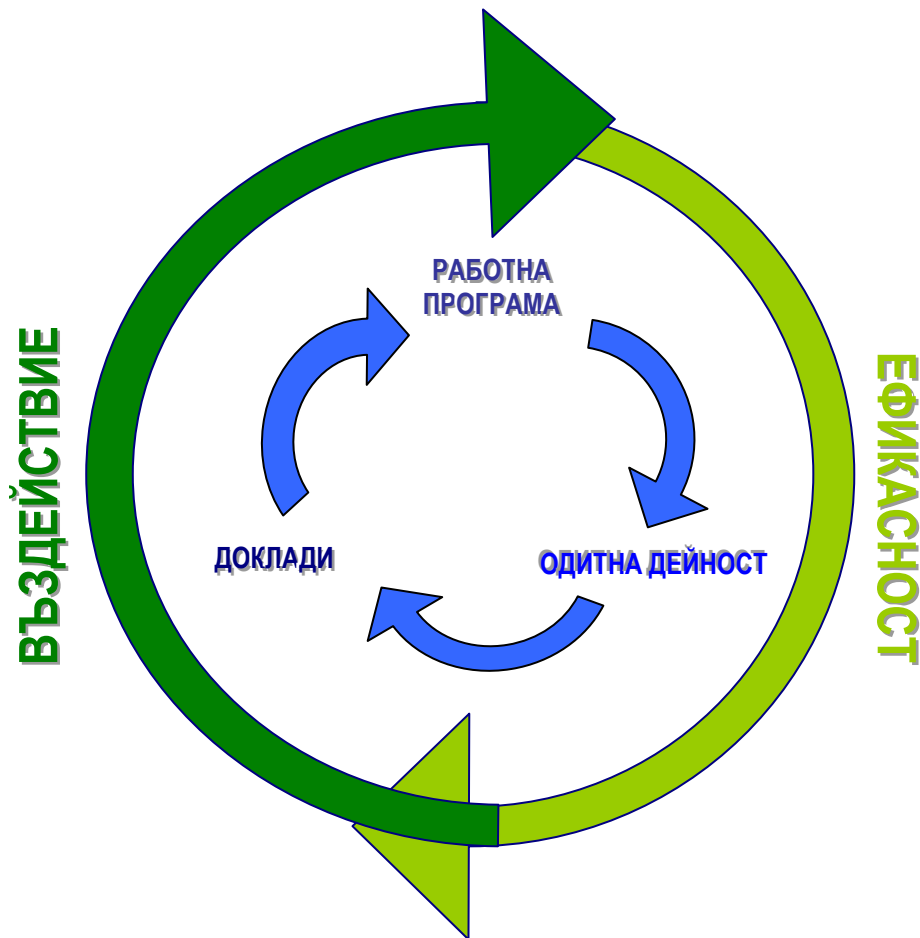 РАБОТНА
ПРОГРАМА
ВЪЗДЕЙСТВИЕ
ЕФИКАСНОСТ
ДОКЛАДИ
ОДИТНА ДЕЙНОСТ